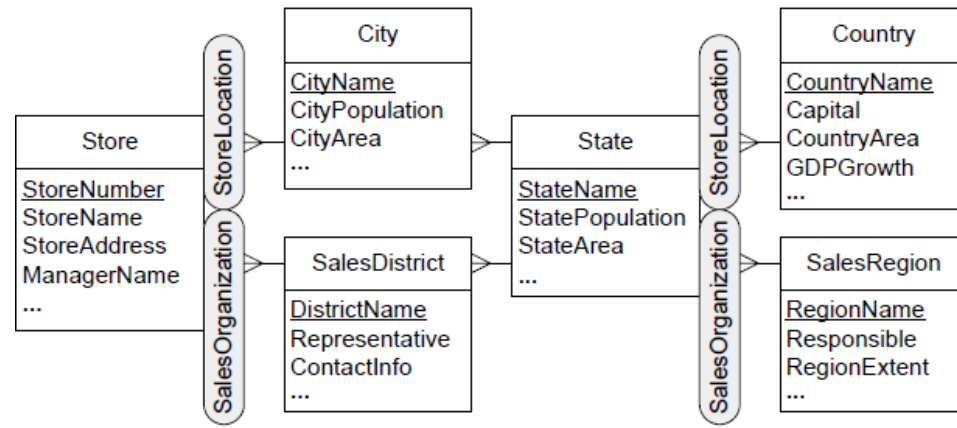 Store
StoreNumber
StoreName
StoreAddress
ManagerName
...
StoreLocation
SalesOrganization
City
CityName
CityPopulation
CityArea
...
SalesDistrict
DistrictName
Representative
ContactInfo
...
State
StateName
StatePopulation
StateArea
...
StoreLocation
SalesOrganization
Country
CountryName
Capital
CountryArea
GDPGrowth
...
SalesRegion
RegionName
Responsible
RegionExtent
...